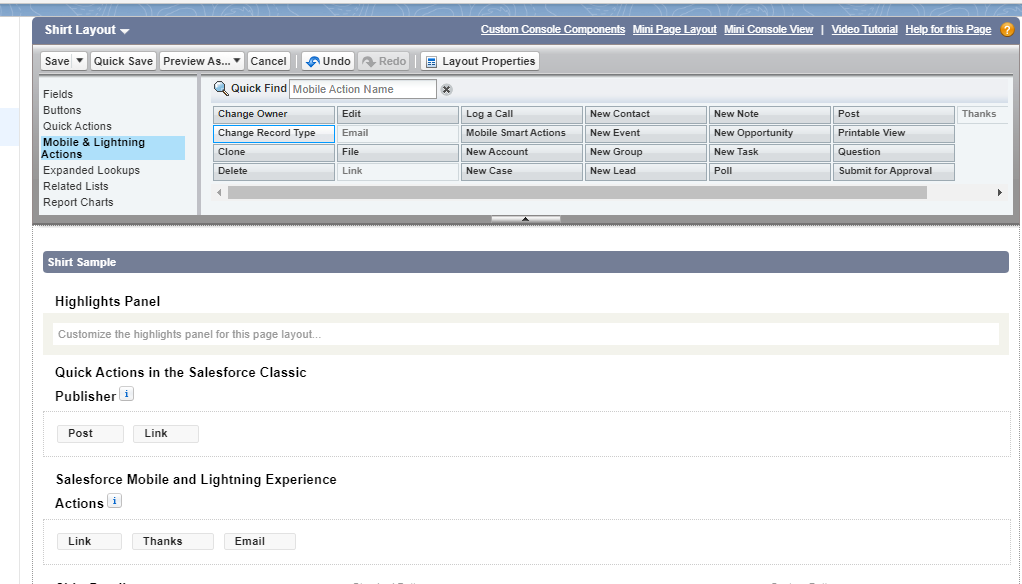 Shirt Layout
Custom Console Components Mini Page Layout Mini Console View | Video Tutorial Help for this Page ?
Save Quick Save Preview As... Cancel Undo Redo Layout Properties
Fields
Buttons
Quick Actions
Mobile & Lightning
Actions
Expanded Lookups
Related Lists
Report Charts
Quick Find Mobile Action Name
Change Owner Edit Log a Call New Contact New Note Post Thanks
Change Record Type Email Mobile Smart Actions New Event New Opportunity Printable View
Clone File New Account New Group New Task Question
Delete Link New Case New Lead Poll Submit for Approval
Shirt Sample
Highlights Panel
Customize the highlights panel for this page layout...
Quick Actions in the Salesforce Classic
Publisher i
Post Link
Salesforce Mobile and Lightning Experience
Actions i
Link Thanks Email